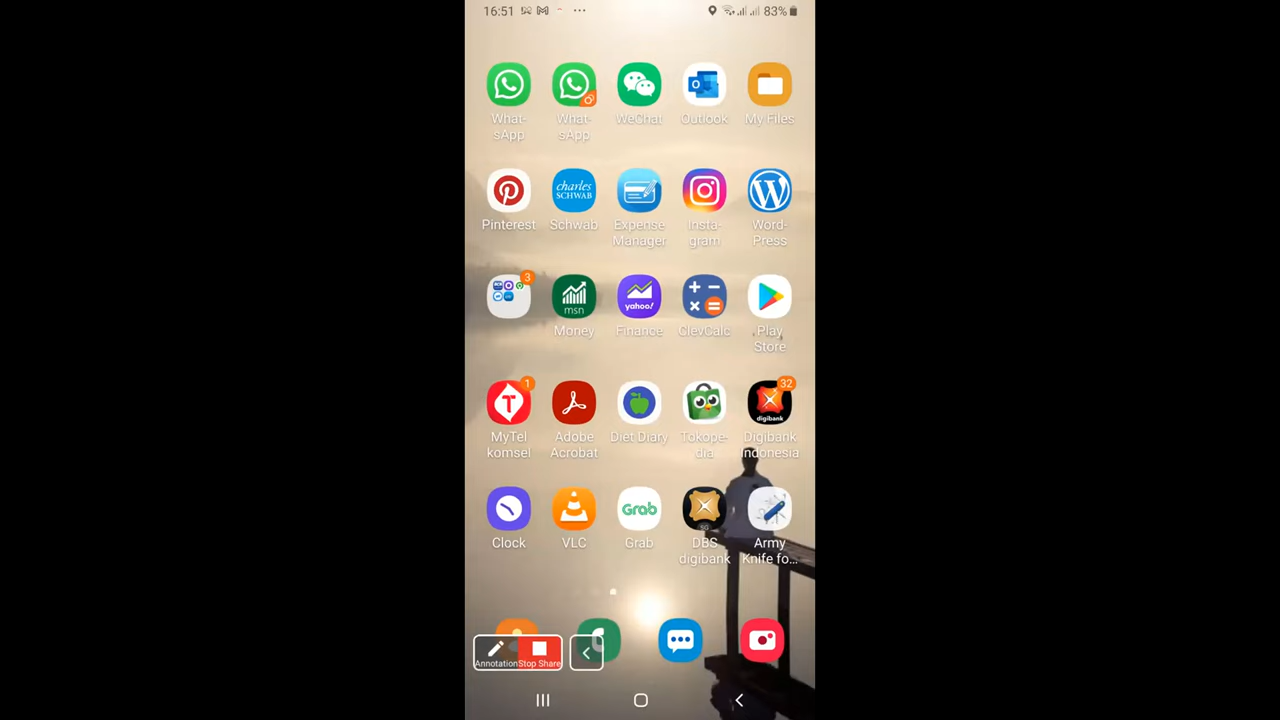 16:51
83%
What-
sApp
What-
sApp
WeChat
Outlook
My Files
charles
SCHWAB
Pinterest
Schwab
Expense
Manager
Insta-
gram
Word-
Press
3
msn
yahoo!
Money
Finance
ClevCalc
Play
Store
1
32
digibank
MyTel
komsel
Adobe
Acrobat
Diet Diary
Tokope-
dia
Digibank
Indonesia
Grab
SG
Clock
VLC
Grab
DBS
digibank
Army
Knife fo...
Annotation
Stop Share